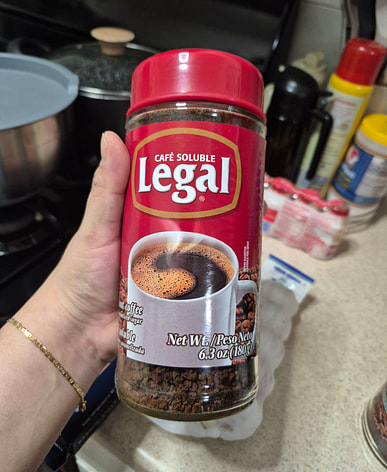 CAFÉ SOLUBLE
Legal®
Net Wt./Peso Neto
6.3 oz (180